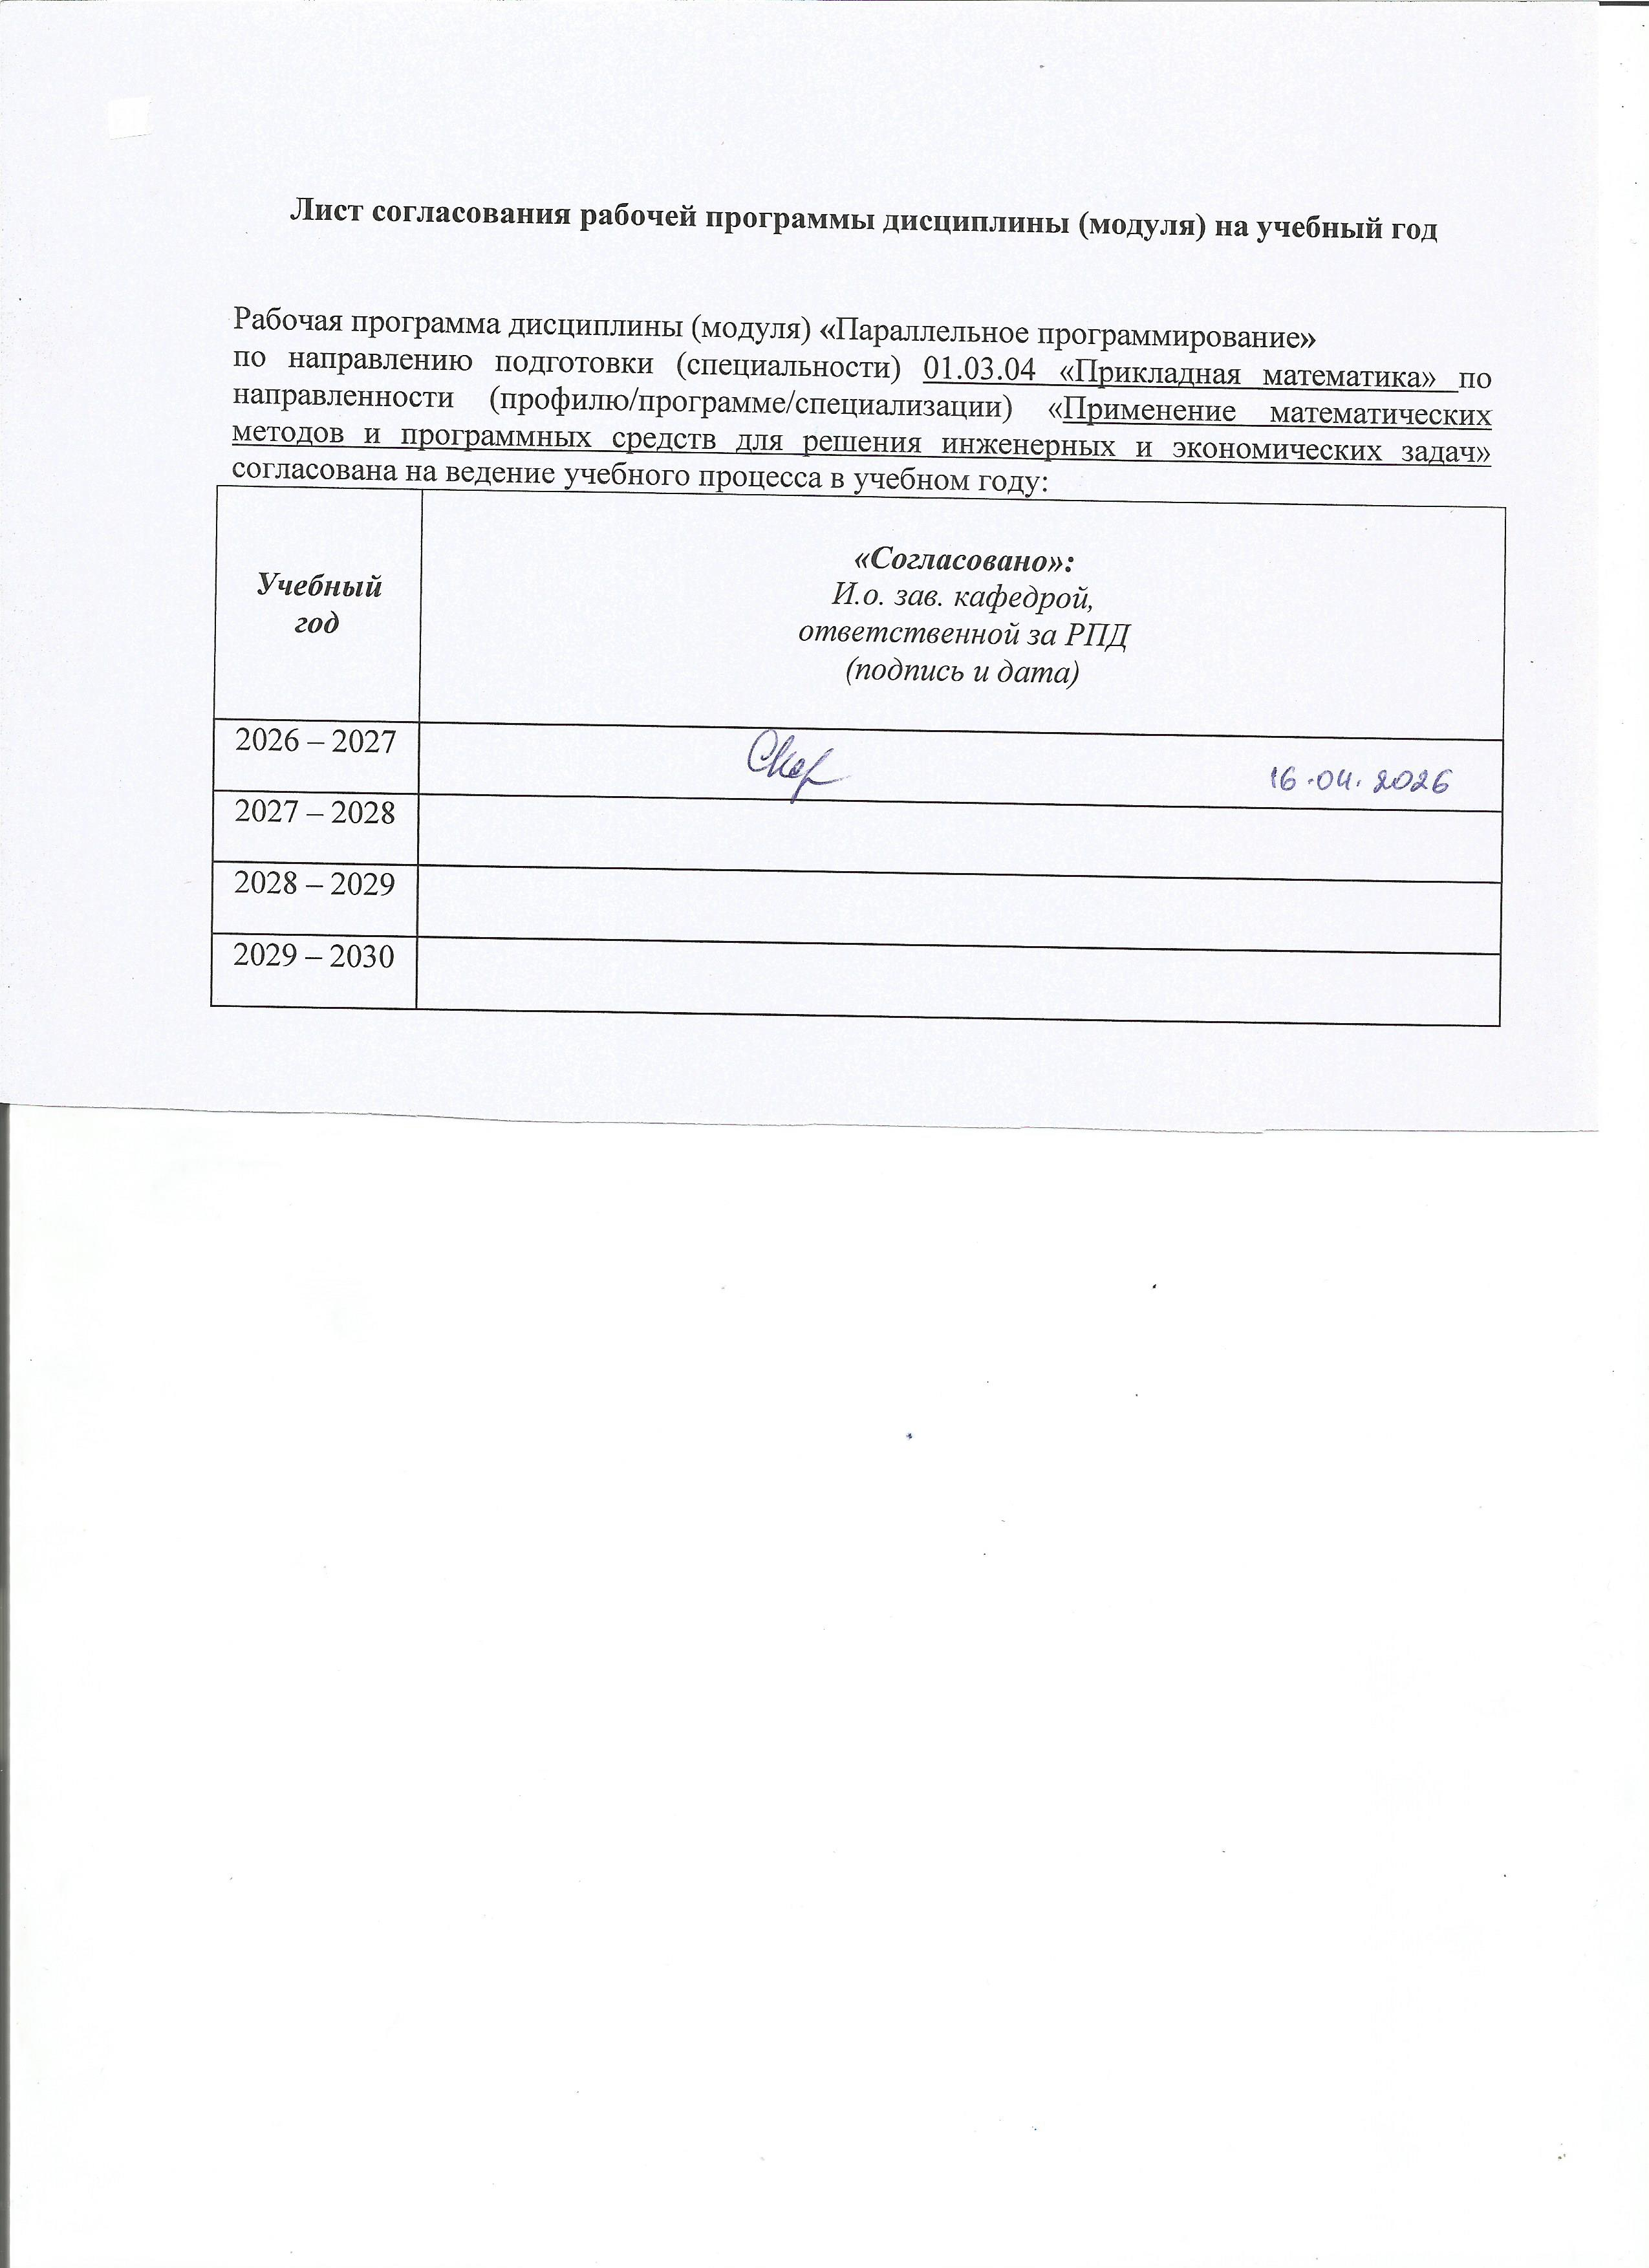 Лист согласования рабочей программы дисциплины (модуля) на учебный год
Рабочая программа дисциплины (модуля) «Параллельное программирование»
по направлению подготовки (специальности) 01.03.04 «Прикладная математика» по
направленности (профилю/программе/специализации) «Применение математических
методов и программных средств для решения инженерных и экономических задач»
согласована на ведение учебного процесса в учебном году:
Учебный
год
«Согласовано»:
И.о. зав. кафедрой,
ответственной за РПД
(подпись и дата)
2026 – 2027
16.04.2026
2027 – 2028
2028 – 2029
2029 – 2030